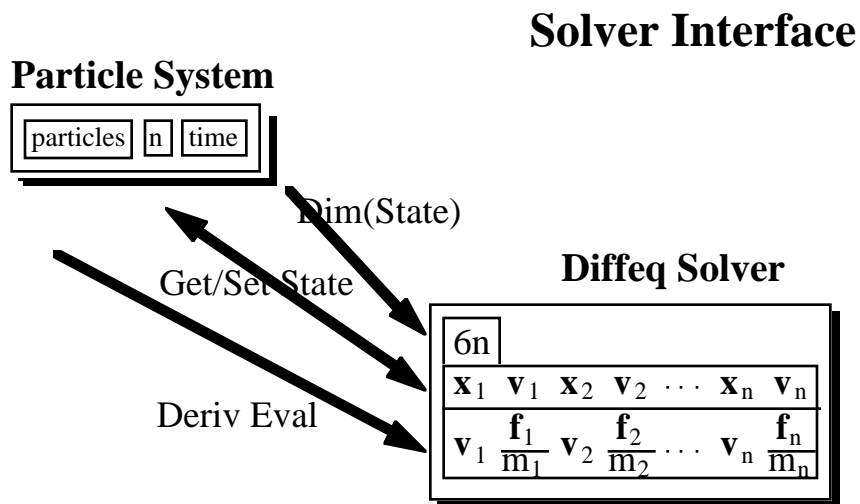 Solver Interface
Particle System
particles n time
Dim(State)
Get/Set State
Diffeq Solver
6n
x1 v1 x2 v2 ··· xn vn
Deriv Eval
v1 f1/m1 v2 f2/m2 ··· vn fn/mn